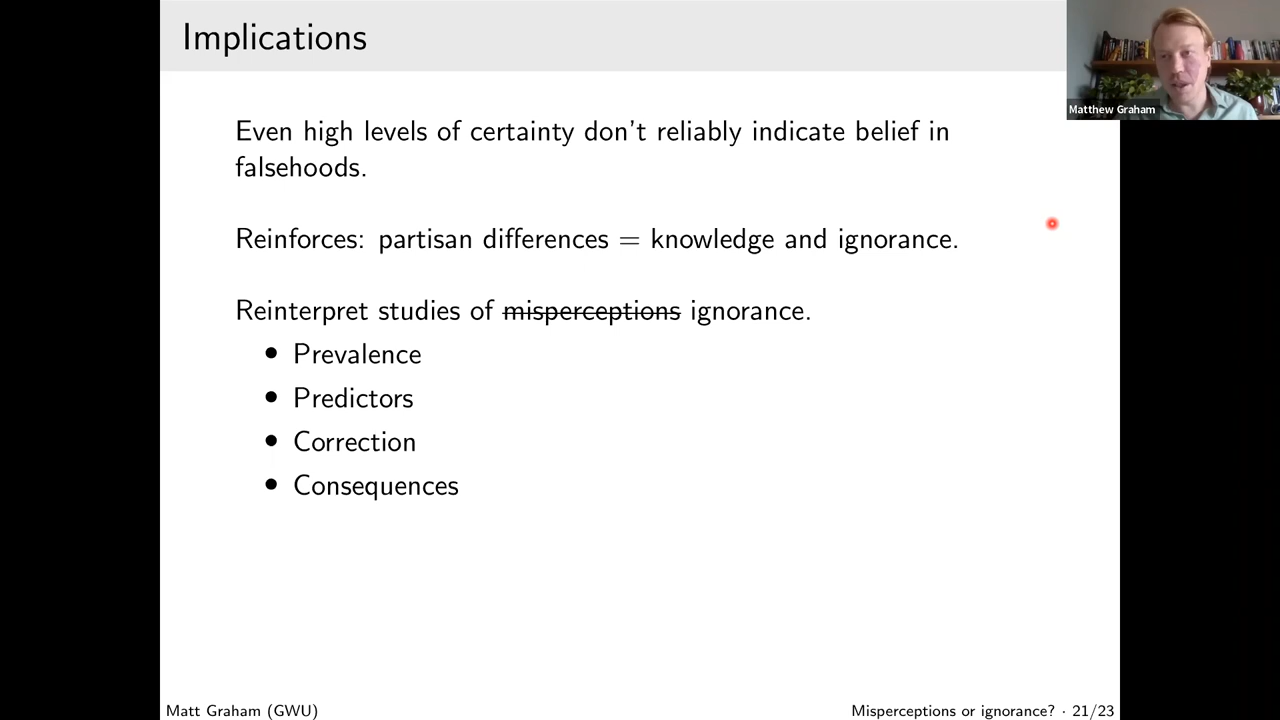 Implications
Matthew Graham
Even high levels of certainty don't reliably indicate belief in
falsehoods.
Reinforces: partisan differences = knowledge and ignorance.
Reinterpret studies of misperceptions ignorance.
• Prevalence
• Predictors
• Correction
• Consequences
Matt Graham (GWU)
Misperceptions or ignorance? · 21/23